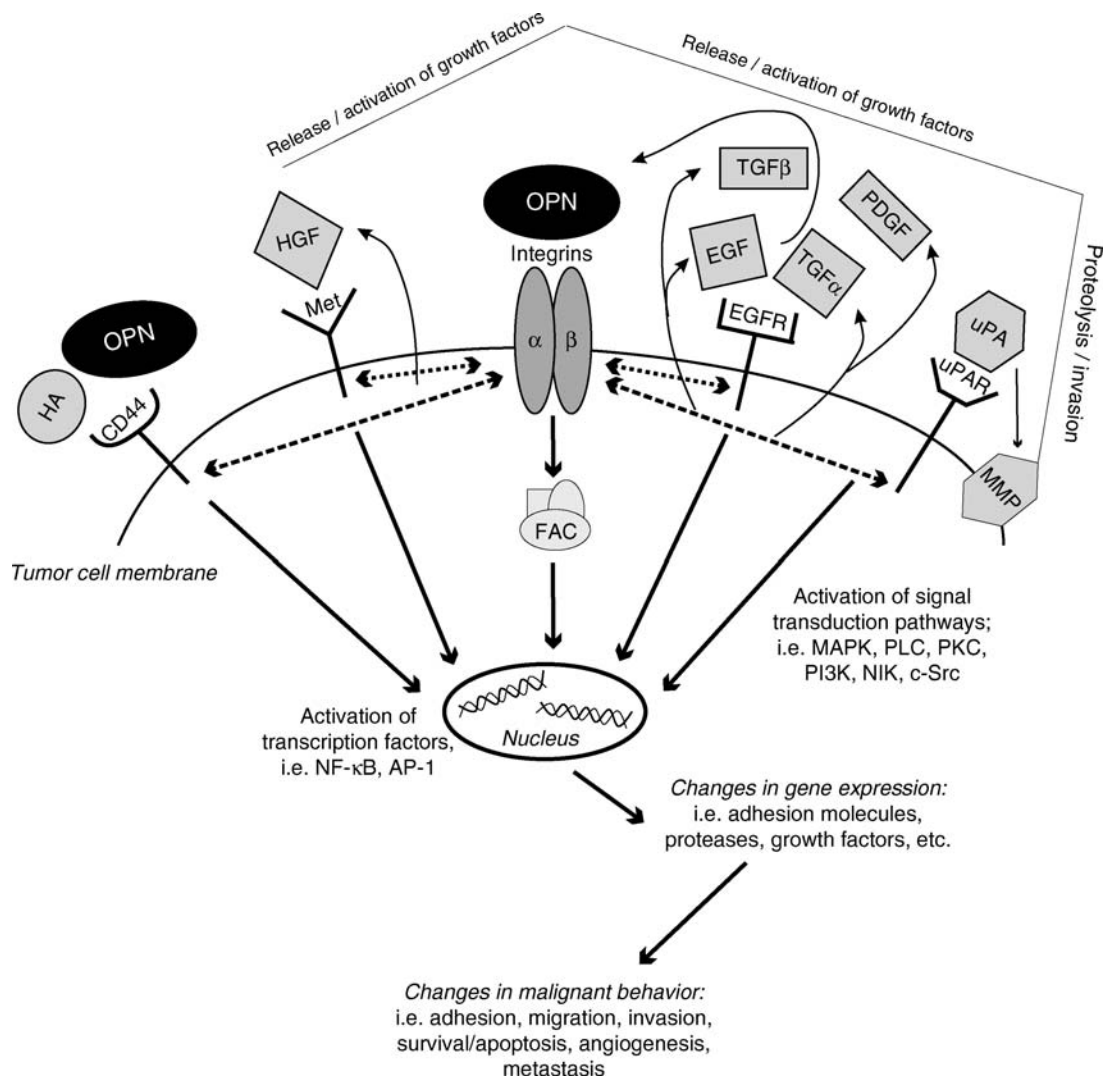 Release / activation of growth factors
Release / activation of growth factors
Proteolysis / invasion
OPN
Integrins
α
β
HGF
Met
OPN
HA
CD44
TGFβ
EGF
TGFα
PDGF
EGFR
uPA
uPAR
MMP
FAC
Tumor cell membrane
Activation of signal
transduction pathways;
i.e. MAPK, PLC, PKC,
PI3K, NIK, c-Src
Activation of
transcription factors,
i.e. NF-κB, AP-1
Nucleus
Changes in gene expression:
i.e. adhesion molecules,
proteases, growth factors, etc.
Changes in malignant behavior:
i.e. adhesion, migration, invasion,
survival/apoptosis, angiogenesis,
metastasis